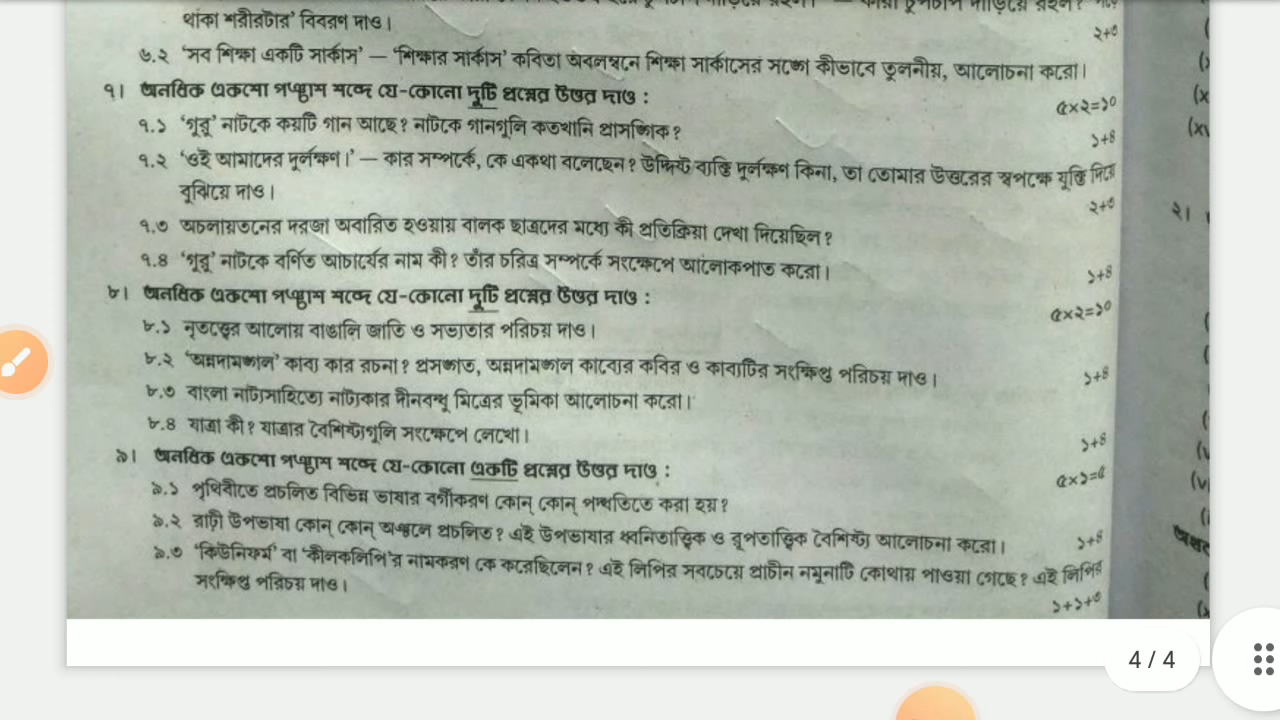 থাকা শরীরটার' বিবরণ দাও।
২+৩
৬.২ 'সব শিক্ষা একটি সার্কাস' — 'শিক্ষার সার্কাস' কবিতা অবলম্বনে শিক্ষা সার্কাসের সঙ্গে কীভাবে তুলনীয়, আলোচনা করো।
৭। অনধিক একশো পঞ্চাশ শব্দে যে-কোনো দুটি প্রশ্নের উত্তর দাও :
৫×২=১০
৭.১ 'গুরু' নাটকে কয়টি গান আছে? নাটকে গানগুলি কতখানি প্রাসঙ্গিক?
১+৪
৭.২ 'ওই আমাদের দুর্লক্ষণ।' — কার সম্পর্কে, কে একথা বলেছেন? উদ্দিষ্ট ব্যক্তি দুর্লক্ষণ কিনা, তা তোমার উত্তরের স্বপক্ষে যুক্তি দিয়ে
বুঝিয়ে দাও।
২+৩
৭.৩ অচলায়তনের দরজা অবারিত হওয়ায় বালক ছাত্রদের মধ্যে কী প্রতিক্রিয়া দেখা দিয়েছিল?
৭.৪ 'গুরু' নাটকে বর্ণিত আচার্যের নাম কী? তাঁর চরিত্র সম্পর্কে সংক্ষেপে আলোকপাত করো।
১+৪
৮। অনধিক একশো পঞ্চাশ শব্দে যে-কোনো দুটি প্রশ্নের উত্তর দাও :
৫×২=১০
৮.১ নৃতত্ত্বের আলোয় বাঙালি জাতি ও সভ্যতার পরিচয় দাও।
৮.২ 'অন্নদামঙ্গল' কাব্য কার রচনা? প্রসঙ্গত, অন্নদামঙ্গল কাব্যের কবির ও কাব্যটির সংক্ষিপ্ত পরিচয় দাও।
১+৪
৮.৩ বাংলা নাট্যসাহিত্যে নাট্যকার দীনবন্ধু মিত্রের ভূমিকা আলোচনা করো।
৮.৪ যাত্রা কী? যাত্রার বৈশিষ্ট্যগুলি সংক্ষেপে লেখো।
১+৪
৯। অনধিক একশো পঞ্চাশ শব্দে যে-কোনো একটি প্রশ্নের উত্তর দাও :
৫×১=৫
৯.১ পৃথিবীতে প্রচলিত বিভিন্ন ভাষার বর্গীকরণ কোন্ কোন্ পদ্ধতিতে করা হয়?
৯.২ রাঢ়ী উপভাষা কোন্ কোন্ অঞ্চলে প্রচলিত? এই উপভাষার ধ্বনিতাত্ত্বিক ও রূপতাত্ত্বিক বৈশিষ্ট্য আলোচনা করো।
১+৪
৯.৩ 'কিউনিফর্ম' বা 'কীলকলিপি'র নামকরণ কে করেছিলেন? এই লিপির সবচেয়ে প্রাচীন নমুনাটি কোথায় পাওয়া গেছে? এই লিপির
সংক্ষিপ্ত পরিচয় দাও।
১+১+৩
২।
4 / 4